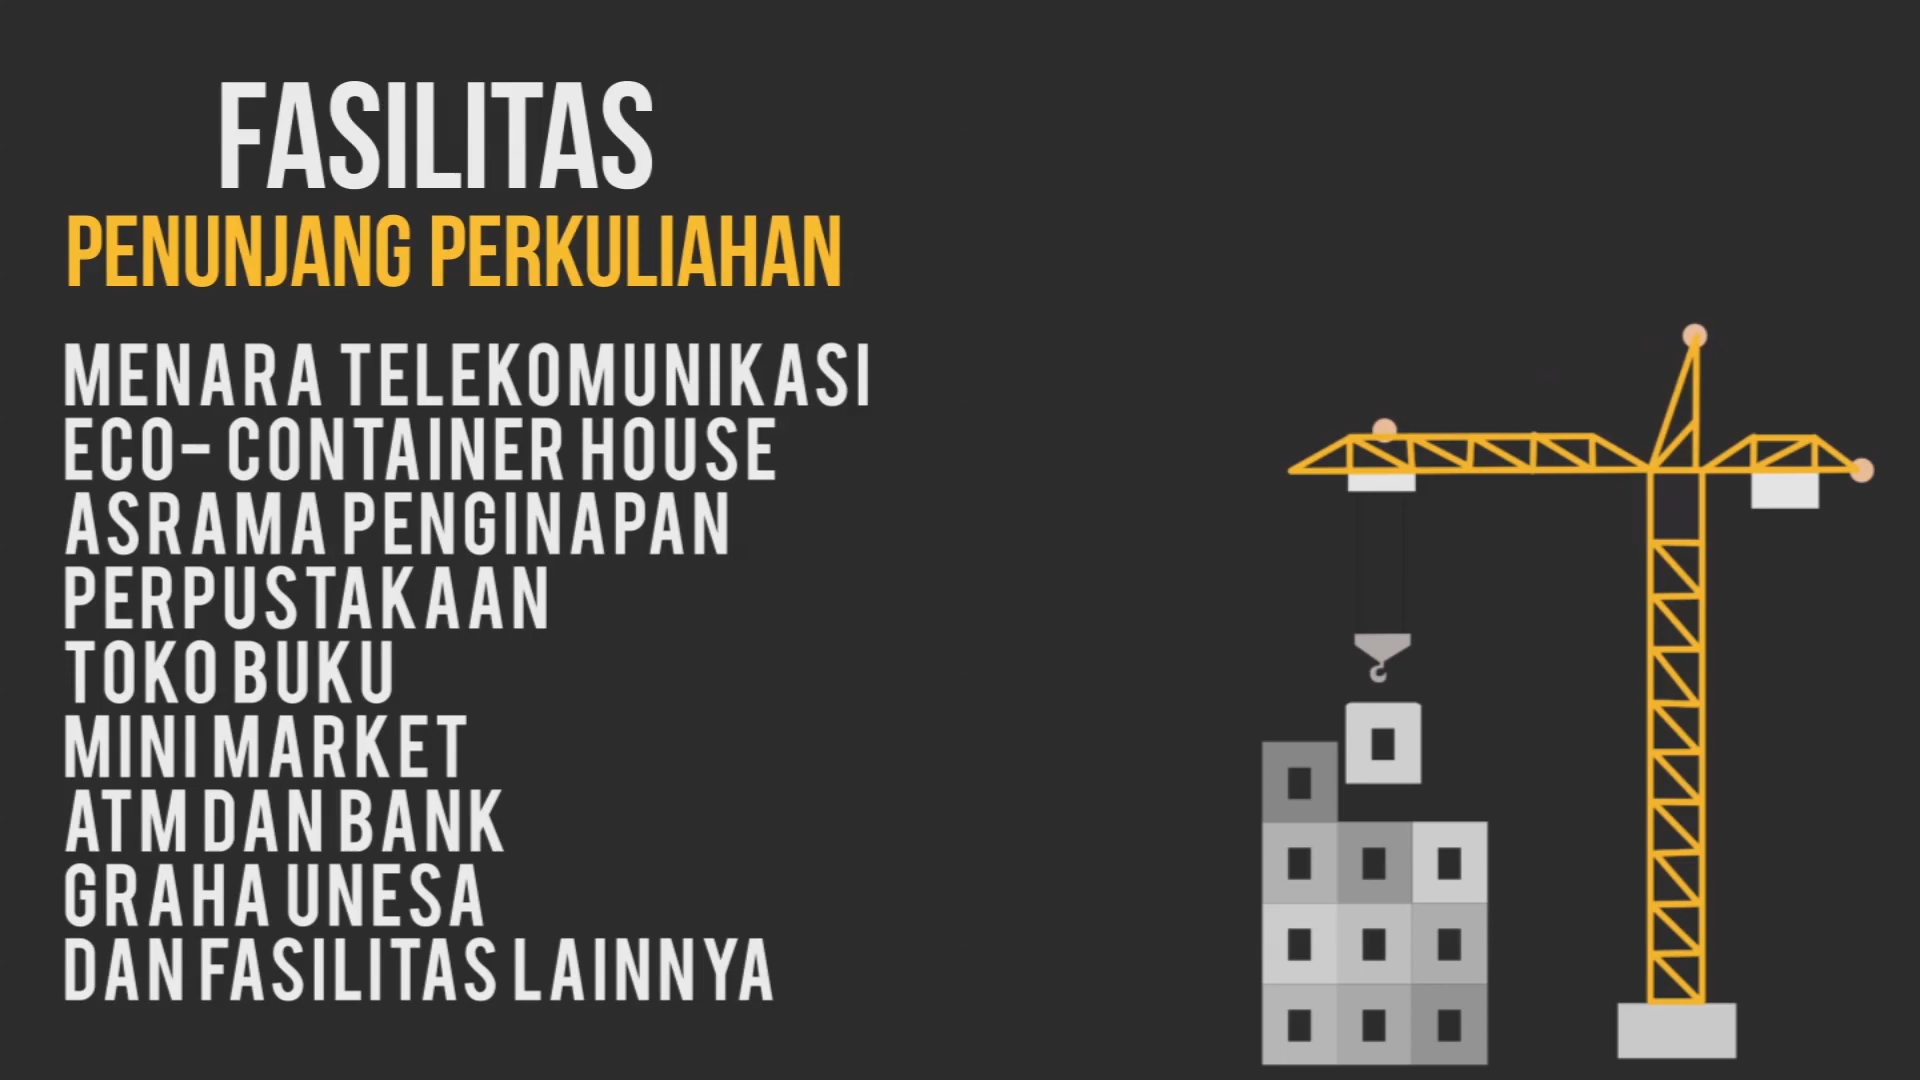 FASILITAS
PENUNJANG PERKULIAHAN
MENARA TELEKOMUNIKASI
ECO- CONTAINER HOUSE
ASRAMA PENGINAPAN
PERPUSTAKAAN
TOKO BUKU
MINI MARKET
ATM DAN BANK
GRAHA UNESA
DAN FASILITAS LAINNYA